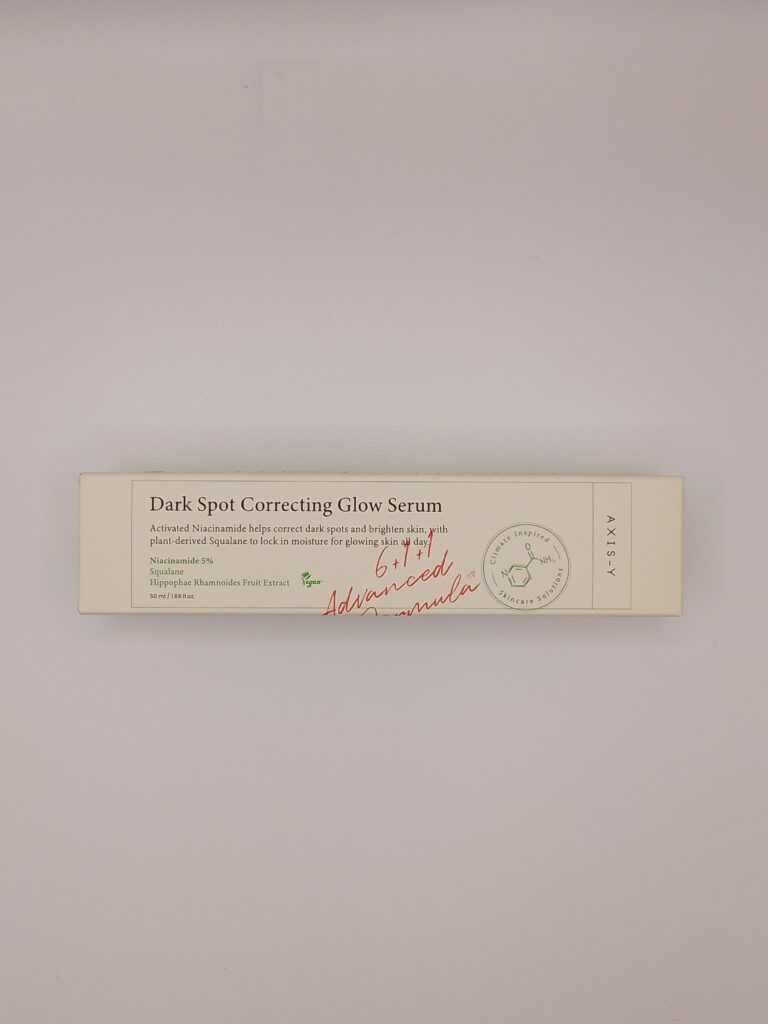 Dark Spot Correcting Glow Serum
Activated Niacinamide helps correct dark spots and brighten skin, with
plant-derived Squalane to lock in moisture for glowing skin all day.
Niacinamide 5%
Squalane
Hippophae Rhamnoides Fruit Extract
Vegan
50 ml / 1.69 fl.oz.
6+1+1
Advanced
Formula™
Climate Inspired
Skincare Solutions
O
N
NH₂
AXIS-Y